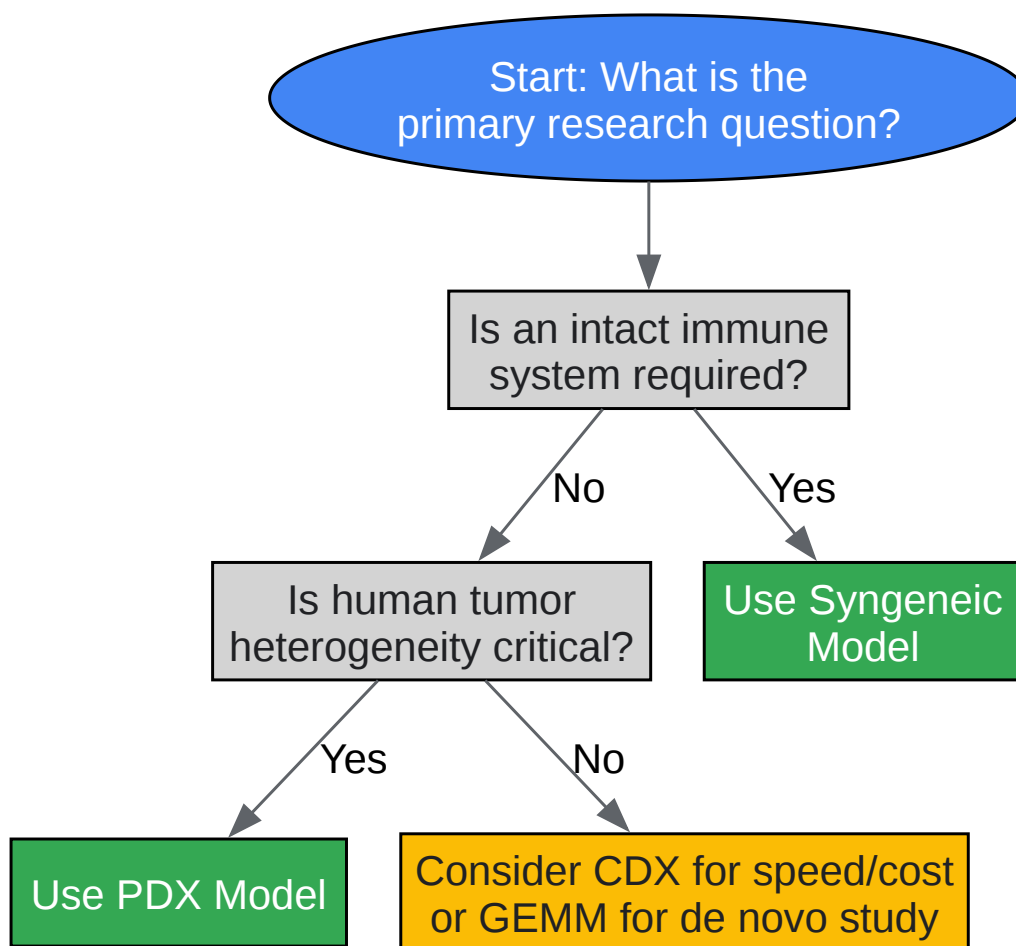 Start: What is the
primary research question?
Is an intact immune
system required?
No
Yes
Is human tumor
heterogeneity critical?
Use Syngeneic
Model
Yes
No
Use PDX Model
Consider CDX for speed/cost
or GEMM for de novo study